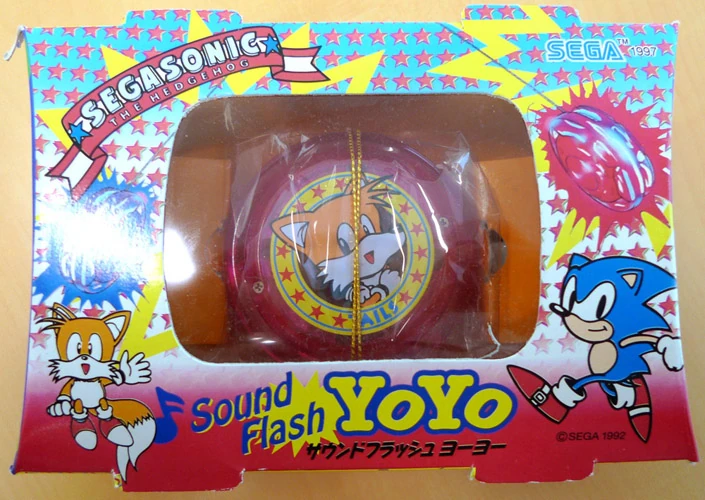 SEGASONIC
THE HEDGEHOG
SEGA™ 1997
TAILS
Sound
Flash
YoYo
サウンドフラッシュ ヨーヨー
©SEGA 1992